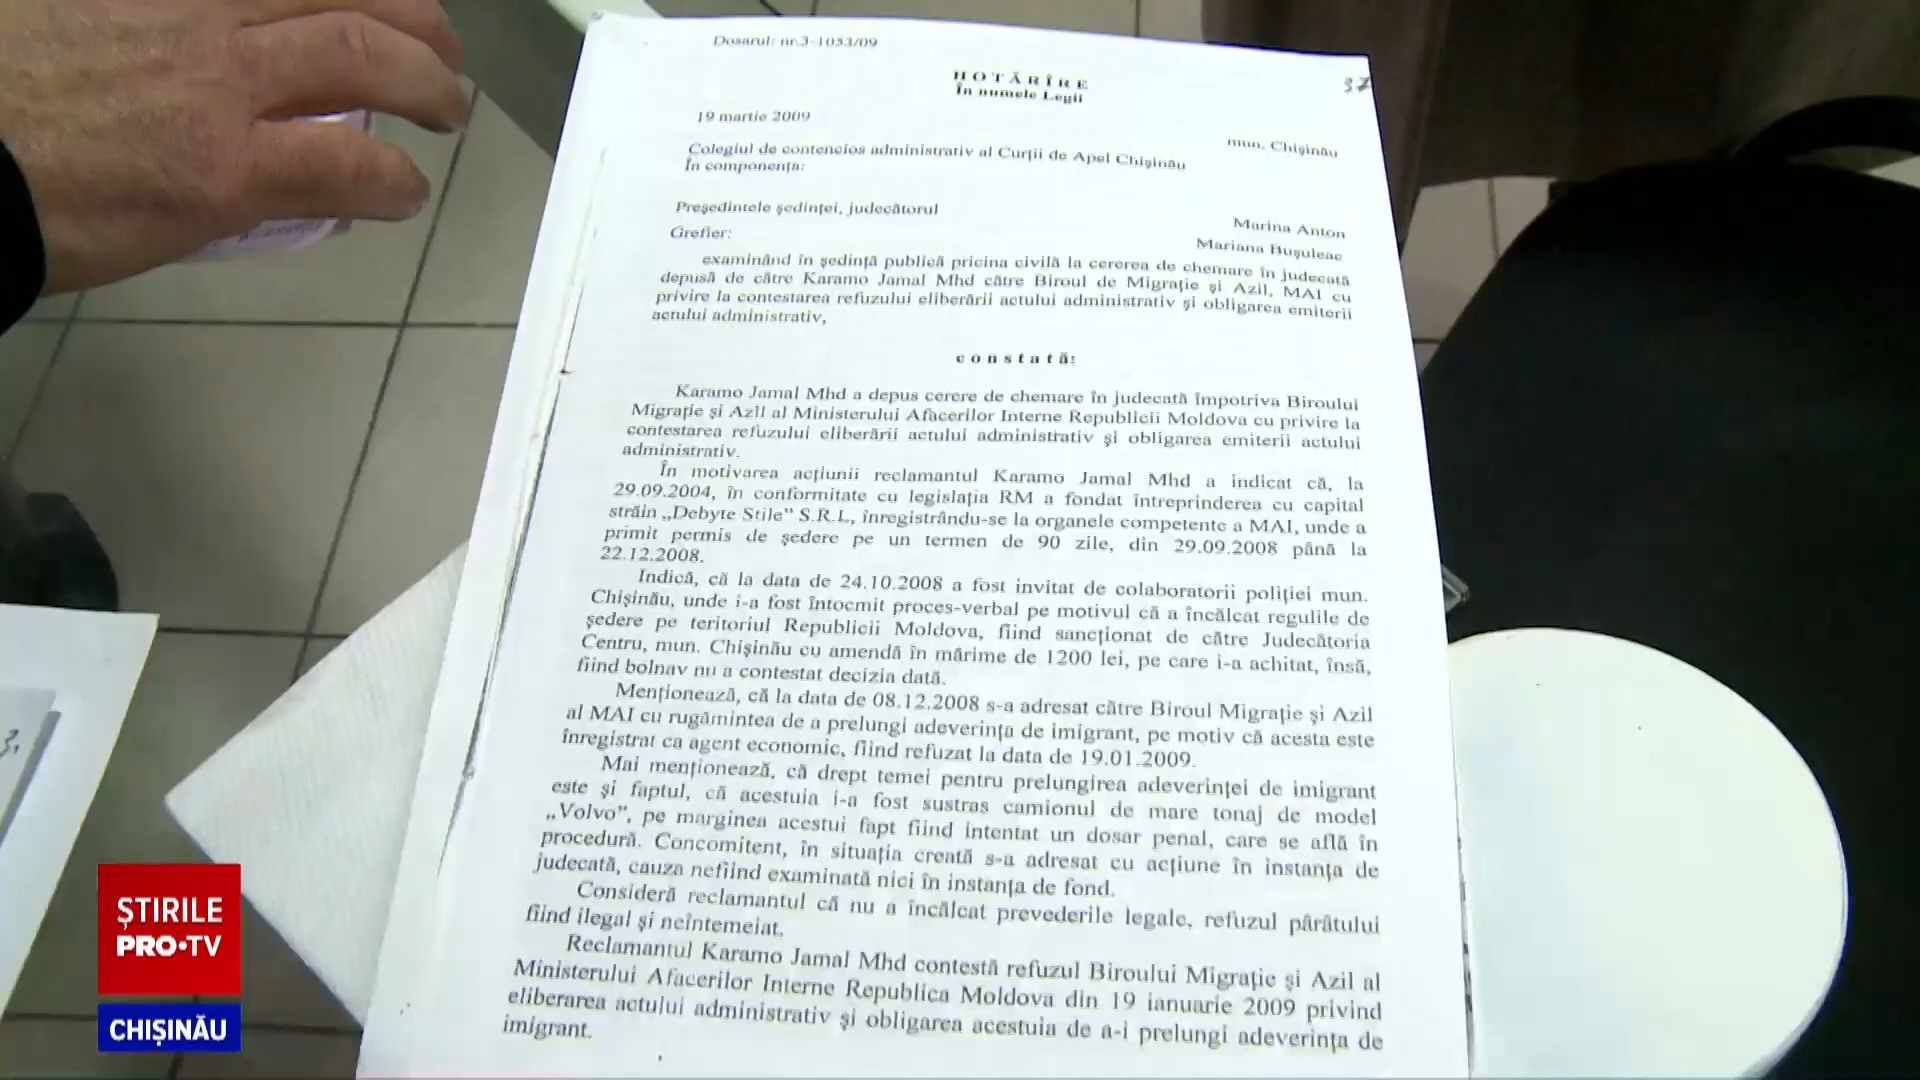 Dosarul: nr.3-1053/09
HOTĂRÎRE
În numele Legii
37
19 martie 2009
mun. Chişinău
Colegiul de contencios administrativ al Curţii de Apel Chişinău
În componenţa:
Preşedintele şedinţei, judecătorul
Marina Anton
Grefier:
Mariana Buşuleac
examinând în şedinţă publică pricina civilă la cererea de chemare în judecată
depusă de către Karamo Jamal Mhd către Biroul de Migraţie şi Azil, MAI cu
privire la contestarea refuzului eliberării actului administrativ şi obligarea emiterii
actului administrativ,
constată:
Karamo Jamal Mhd a depus cerere de chemare în judecată împotriva Biroului
Migraţie şi Azil al Ministerului Afacerilor Interne Republicii Moldova cu privire la
contestarea refuzului eliberării actului administrativ şi obligarea emiterii actului
administrativ.
În motivarea acţiunii reclamantul Karamo Jamal Mhd a indicat că, la
29.09.2004, în conformitate cu legislaţia RM a fondat întreprinderea cu capital
străin „Debyte Stile" S.R.L, înregistrându-se la organele competente a MAI, unde a
primit permis de şedere pe un termen de 90 zile, din 29.09.2008 până la
22.12.2008.
Indică, că la data de 24.10.2008 a fost invitat de colaboratorii poliţiei mun.
Chişinău, unde i-a fost întocmit proces-verbal pe motivul că a încălcat regulile de
şedere pe teritoriul Republicii Moldova, fiind sancţionat de către Judecătoria
Centru, mun. Chişinău cu amendă în mărime de 1200 lei, pe care i-a achitat, însă,
fiind bolnav nu a contestat decizia dată.
Menţionează, că la data de 08.12.2008 s-a adresat către Biroul Migraţie şi Azil
al MAI cu rugămintea de a prelungi adeverinţa de imigrant, pe motiv că acesta este
înregistrat ca agent economic, fiind refuzat la data de 19.01.2009.
Mai menţionează, că drept temei pentru prelungirea adeverinţei de imigrant
este şi faptul, că acestuia i-a fost sustras camionul de mare tonaj de model
„Volvo", pe marginea acestui fapt fiind intentat un dosar penal, care se află în
procedură. Concomitent, în situaţia creată s-a adresat cu acţiune în instanţa de
judecată, cauza nefiind examinată nici în instanţa de fond.
Consideră reclamantul că nu a încălcat prevederile legale, refuzul pârâtului
fiind ilegal şi neîntemeiat.
Reclamantul Karamo Jamal Mhd contestă refuzul Biroului Migraţie şi Azil al
Ministerului Afacerilor Interne Republica Moldova din 19 ianuarie 2009 privind
eliberarea actului administrativ şi obligarea acestuia de a-i prelungi adeverinţa de
imigrant.
ȘTIRILE
PRO•TV
CHIȘINĂU